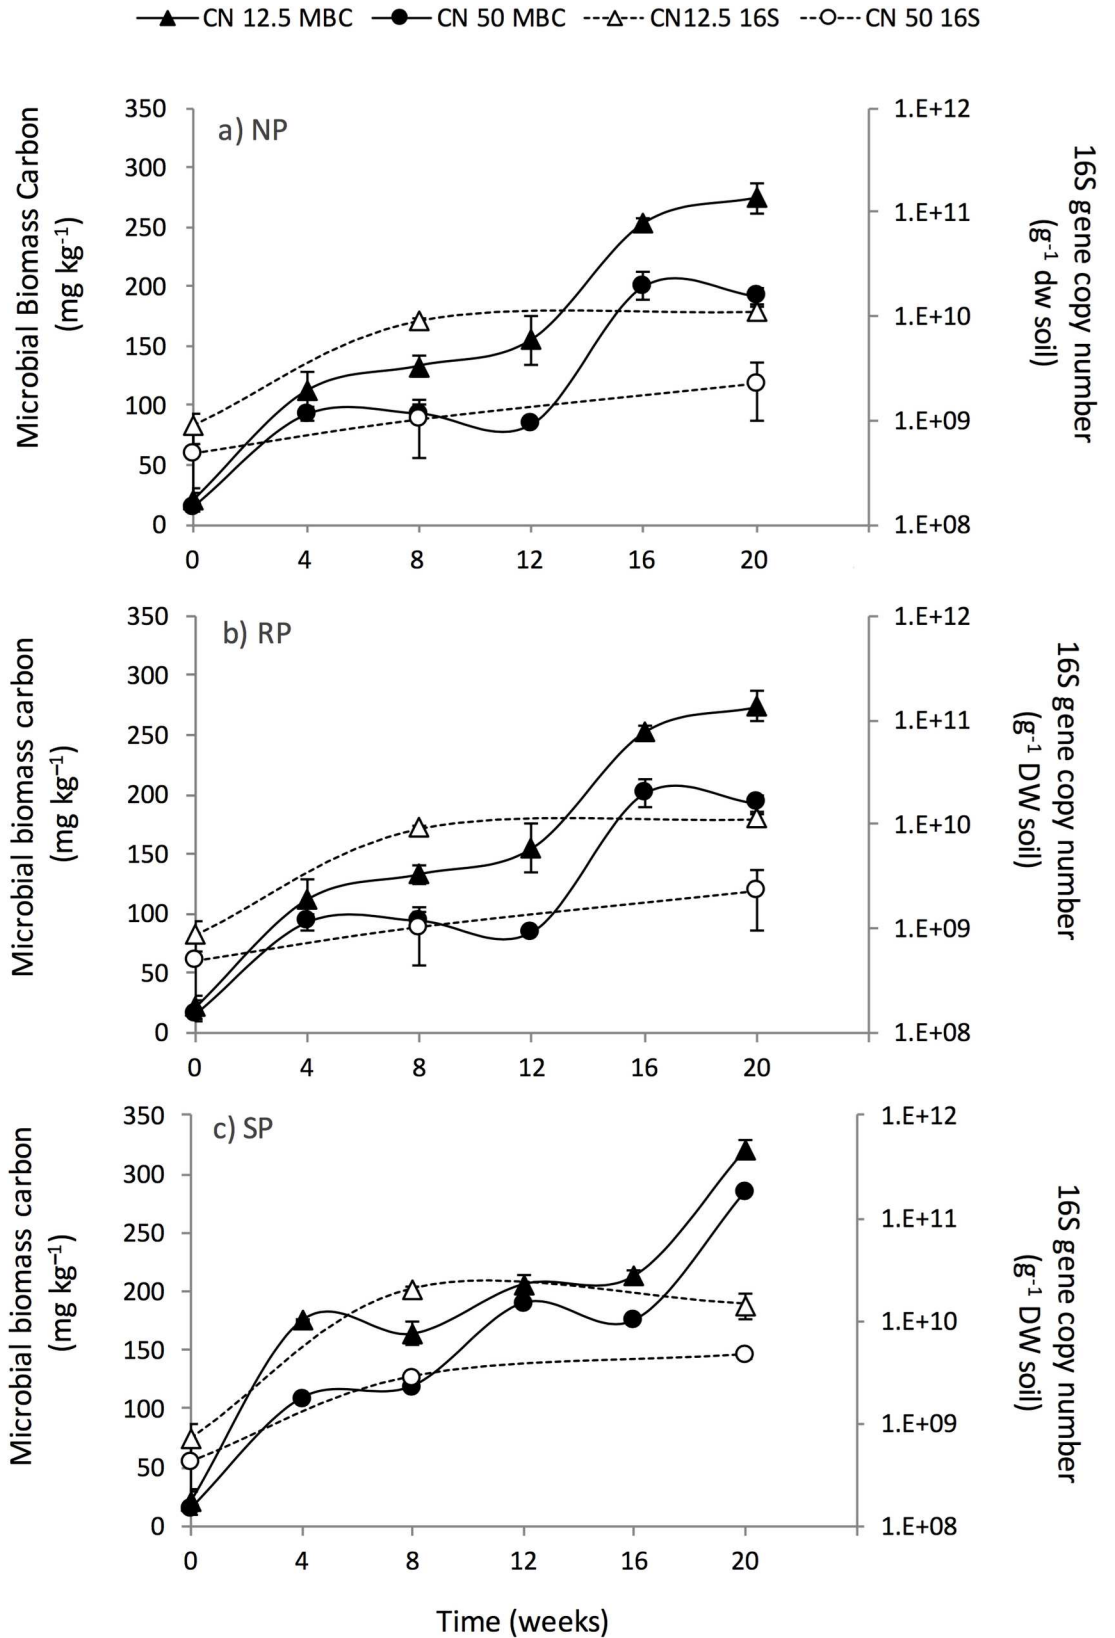 CN 12.5 MBC CN 50 MBC CN12.5 16S CN 50 16S
a) NP
Microbial Biomass Carbon
(mg kg⁻¹)
350
300
250
200
150
100
50
0
1.E+12
1.E+11
1.E+10
1.E+09
1.E+08
16S gene copy number
(g⁻¹ dw soil)
0 4 8 12 16 20
b) RP
Microbial biomass carbon
(mg kg⁻¹)
350
300
250
200
150
100
50
0
1.E+12
1.E+11
1.E+10
1.E+09
1.E+08
16S gene copy number
(g⁻¹ DW soil)
0 4 8 12 16 20
c) SP
Microbial biomass carbon
(mg kg⁻¹)
350
300
250
200
150
100
50
0
1.E+12
1.E+11
1.E+10
1.E+09
1.E+08
16S gene copy number
(g⁻¹ DW soil)
0 4 8 12 16 20
Time (weeks)